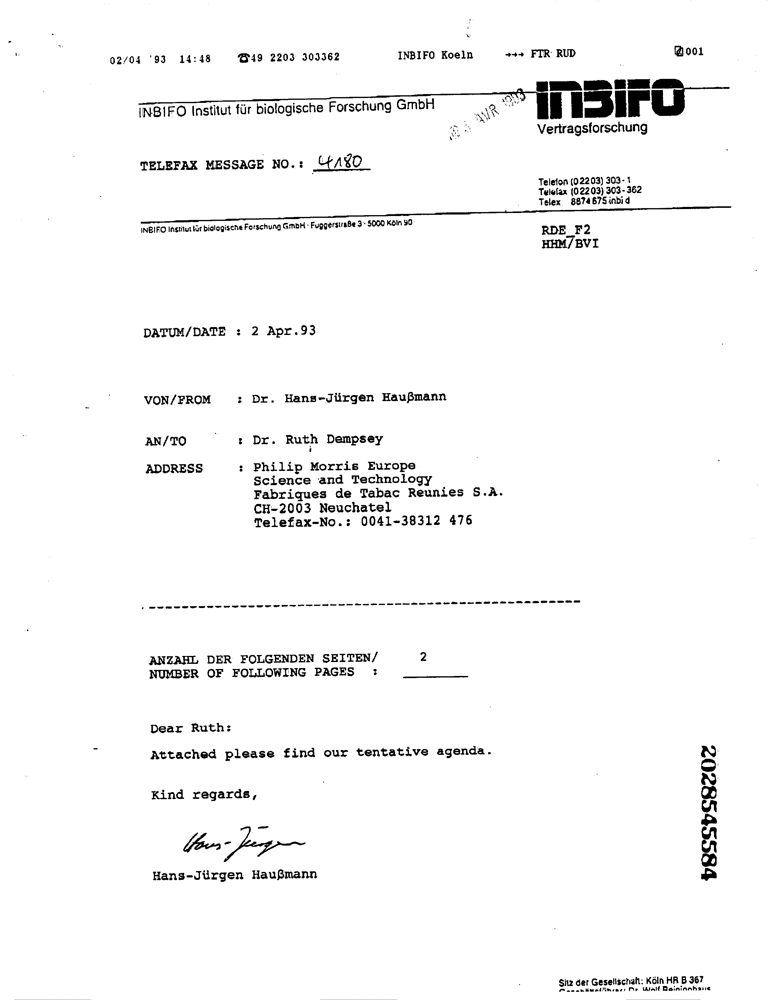 02/04 '93 14:48 ☎49 2203 303362 INBIFO Koeln →→→ FTR RUD 001
INBIFO Institut für biologische Forschung GmbH
AVR 1993
INBIFO
Vertragsforschung
TELEFAX MESSAGE NO.: 4180
Telefon (02203) 303-1
Telefax (02203) 303-362
Telex 8874675 inbi d
INBIFO Institut für biologische Forschung GmbH · Fuggerstraße 3 · 5000 Köln 90
RDE_F2
HHM/BVI
DATUM/DATE : 2 Apr.93
VON/FROM : Dr. Hans-Jürgen Haußmann
AN/TO : Dr. Ruth Dempsey
ADDRESS : Philip Morris Europe
Science and Technology
Fabriques de Tabac Reunies S.A.
CH-2003 Neuchatel
Telefax-No.: 0041-38312 476
ANZAHL DER FOLGENDEN SEITEN/ 2
NUMBER OF FOLLOWING PAGES :
Dear Ruth:
Attached please find our tentative agenda.
Kind regards,
Hans-Jürgen
Hans-Jürgen Haußmann
2028545584
Sitz der Gesellschaft: Köln HR B 367